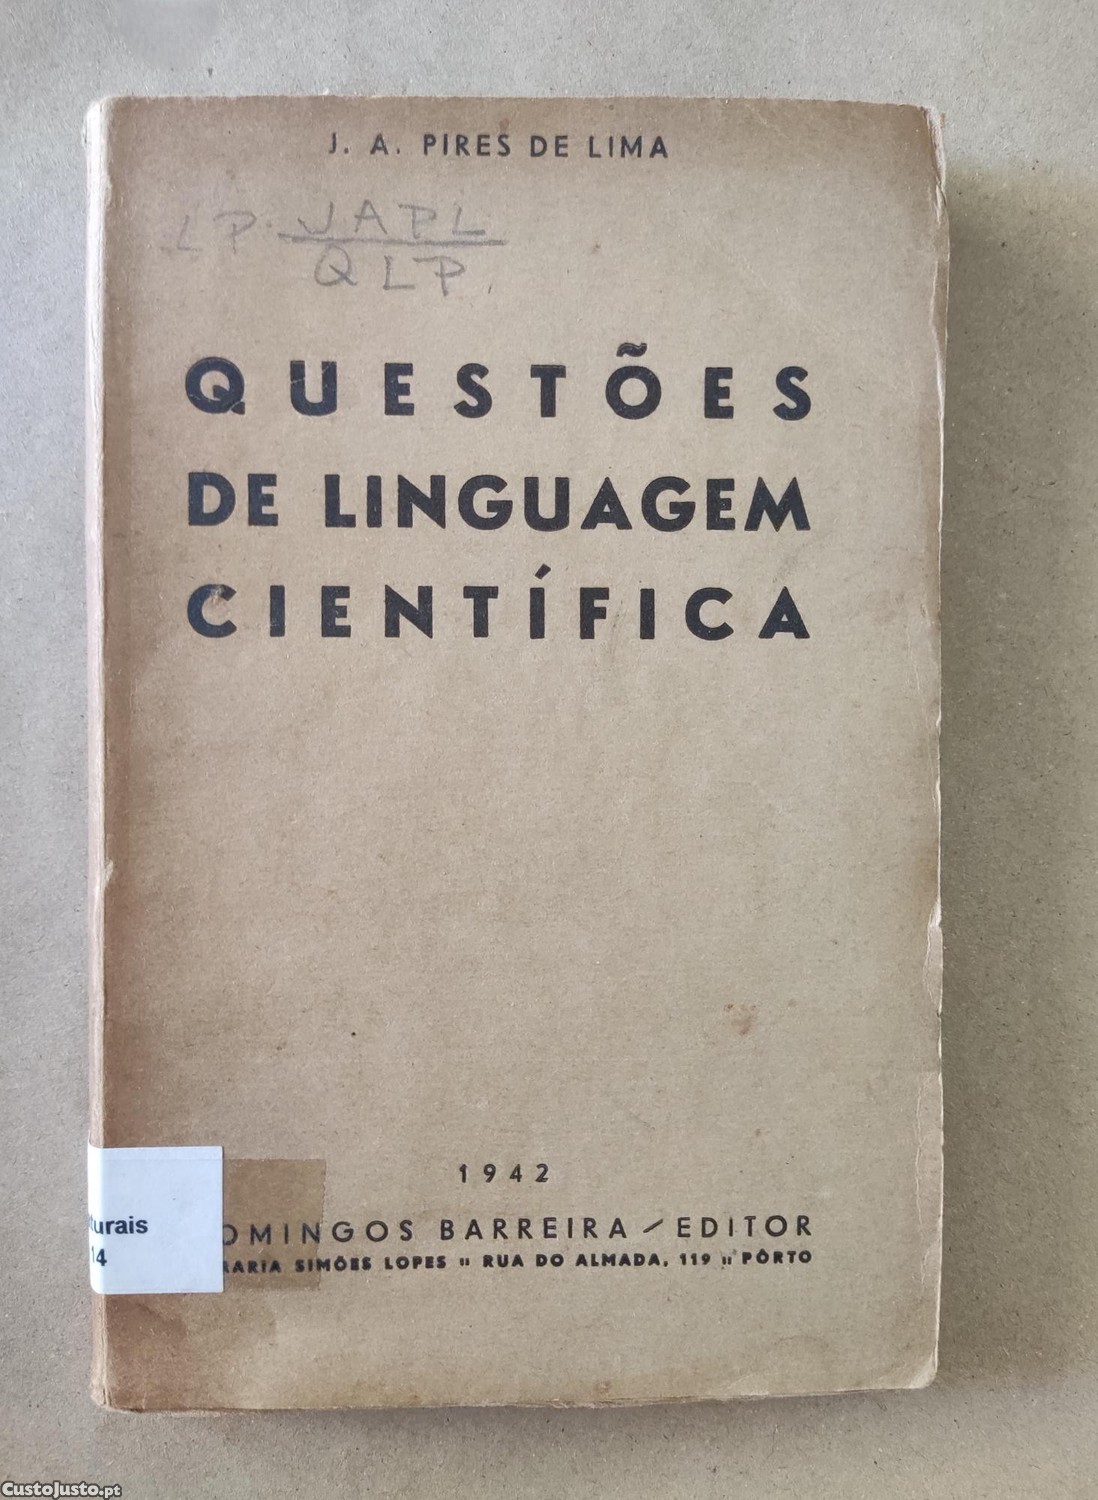 J. A. PIRES DE LIMA
LP. JAPL
QLP.
QUESTÕES
DE LINGUAGEM
CIENTÍFICA
1942
OMINGOS BARREIRA / EDITOR
MARIA SIMÕES LOPES " RUA DO ALMADA, 119 " PÔRTO
turais
14
CustoJusto.pt